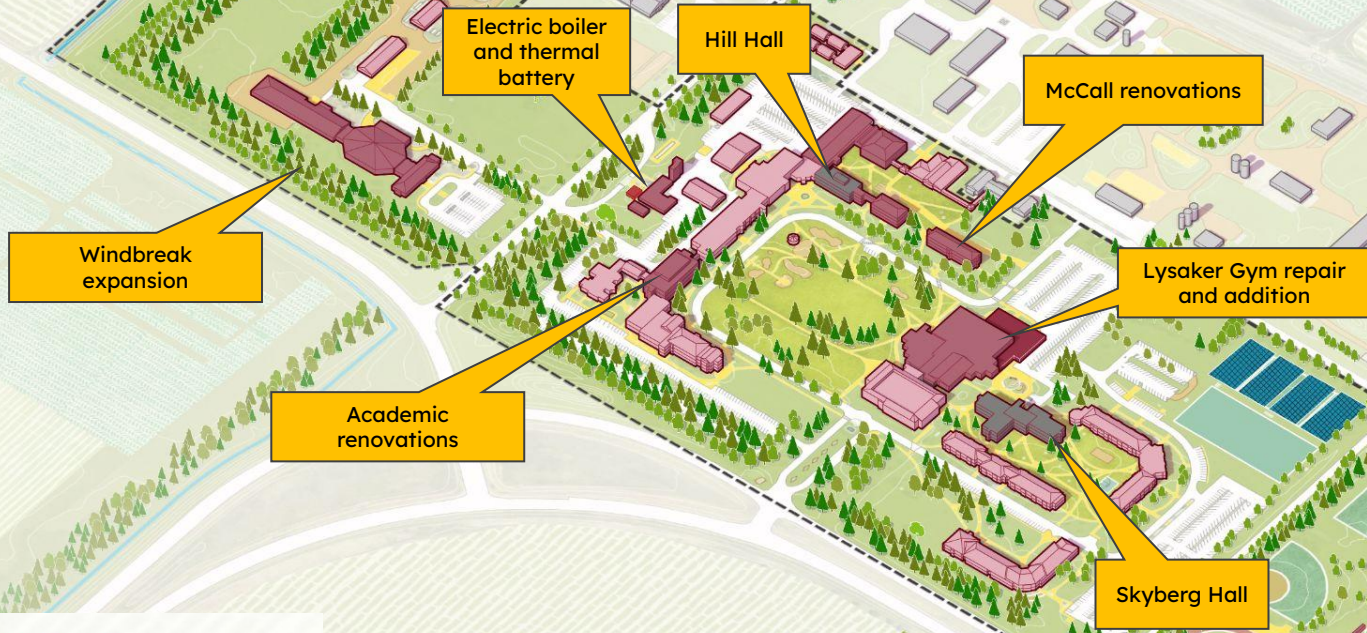 Electric boiler
and thermal
battery
Hill Hall
McCall renovations
Windbreak
expansion
Lysaker Gym repair
and addition
Academic
renovations
Skyberg Hall